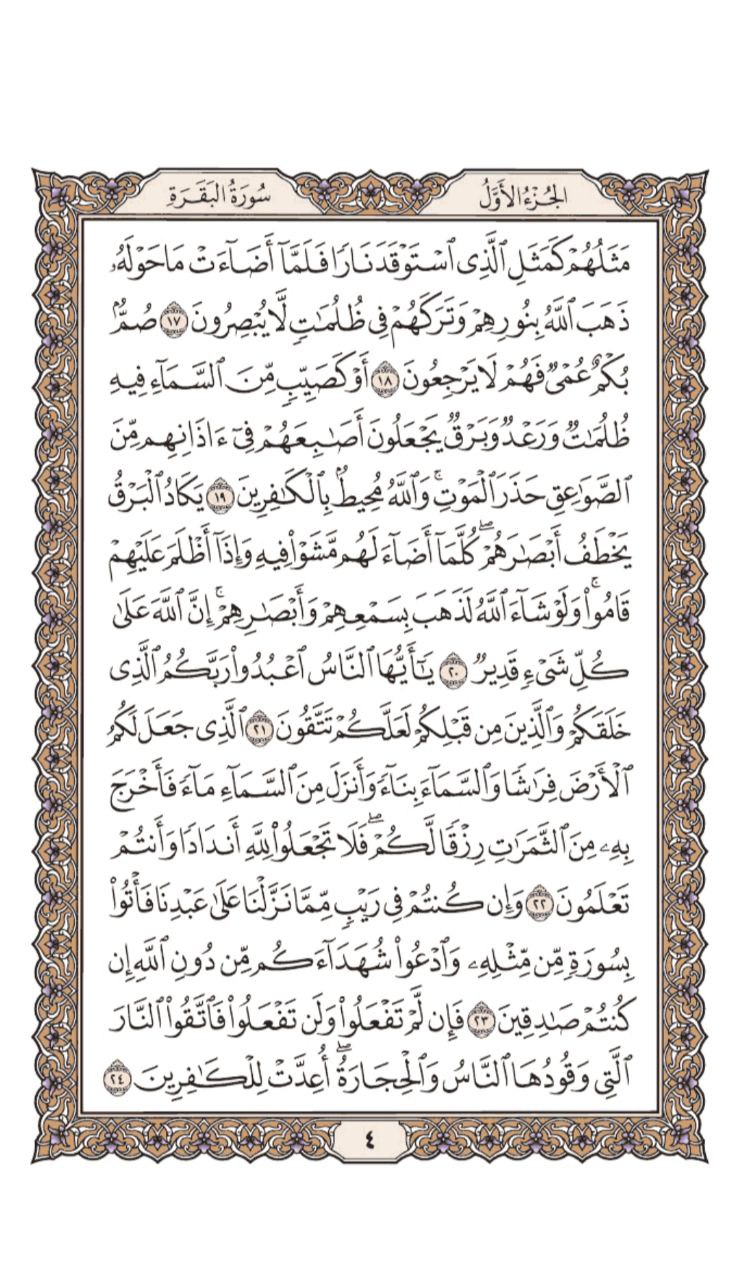 الجُزْءُ الأَوَّلُ
سُورَةُ البَقَرَةِ
مَثَلُهُمۡ كَمَثَلِ ٱلَّذِي ٱسۡتَوۡقَدَ نَارٗا فَلَمَّآ أَضَآءَتۡ مَا حَوۡلَهُۥ
ذَهَبَ ٱللَّهُ بِنُورِهِمۡ وَتَرَكَهُمۡ فِي ظُلُمَٰتٖ لَّا يُبۡصِرُونَ ١٧ صُمُّۢ
بُكۡمٌ عُمۡيٞ فَهُمۡ لَا يَرۡجِعُونَ ١٨ أَوۡ كَصَيِّبٖ مِّنَ ٱلسَّمَآءِ فِيهِ
ظُلُمَٰتٞ وَرَعۡدٞ وَبَرۡقٞ يَجۡعَلُونَ أَصَٰبِعَهُمۡ فِيٓ ءَاذَانِهِم مِّنَ
ٱلصَّوَٰعِقِ حَذَرَ ٱلۡمَوۡتِۚ وَٱللَّهُ مُحِيطُۢ بِٱلۡكَٰفِرِينَ ١٩ يَكَادُ ٱلۡبَرۡقُ
يَخۡطَفُ أَبۡصَٰرَهُمۡۖ كُلَّمَآ أَضَآءَ لَهُم مَّشَوۡاْ فِيهِ وَإِذَآ أَظۡلَمَ عَلَيۡهِمۡ
قَامُواْۚ وَلَوۡ شَآءَ ٱللَّهُ لَذَهَبَ بِسَمۡعِهِمۡ وَأَبۡصَٰرِهِمۡۚ إِنَّ ٱللَّهَ عَلَىٰ
كُلِّ شَيۡءٖ قَدِيرٞ ٢٠ يَٰٓأَيُّهَا ٱلنَّاسُ ٱعۡبُدُواْ رَبَّكُمُ ٱلَّذِي
خَلَقَكُمۡ وَٱلَّذِينَ مِن قَبۡلِكُمۡ لَعَلَّكُمۡ تَتَّقُونَ ٢١ ٱلَّذِي جَعَلَ لَكُمُ
ٱلۡأَرۡضَ فِرَٰشٗا وَٱلسَّمَآءَ بِنَآءٗ وَأَنزَلَ مِنَ ٱلسَّمَآءِ مَآءٗ فَأَخۡرَجَ
بِهِۦ مِنَ ٱلثَّمَرَٰتِ رِزۡقٗا لَّكُمۡۖ فَلَا تَجۡعَلُواْ لِلَّهِ أَندَادٗا وَأَنتُمۡ
تَعۡلَمُونَ ٢٢ وَإِن كُنتُمۡ فِي رَيۡبٖ مِّمَّا نَزَّلۡنَا عَلَىٰ عَبۡدِنَا فَأۡتُواْ
بِسُورَةٖ مِّن مِّثۡلِهِۦ وَٱدۡعُواْ شُهَدَآءَكُم مِّن دُونِ ٱللَّهِ إِن
كُنتُمۡ صَٰدِقِينَ ٢٣ فَإِن لَّمۡ تَفۡعَلُواْ وَلَن تَفۡعَلُواْ فَٱتَّقُواْ ٱلنَّارَ
ٱلَّتِي وَقُودُهَا ٱلنَّاسُ وَٱلۡحِجَارَةُۖ أُعِدَّتۡ لِلۡكَٰفِرِينَ ٢٤
٤